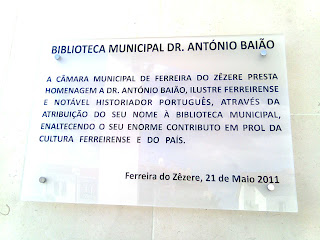 BIBLIOTECA MUNICIPAL DR. ANTÓNIO BAIÃO
A CÂMARA MUNICIPAL DE FERREIRA DO ZÊZERE PRESTA
HOMENAGEM A DR. ANTÓNIO BAIÃO, ILUSTRE FERREIRENSE
E NOTÁVEL HISTORIADOR PORTUGUÊS, ATRAVÉS DA
ATRIBUIÇÃO DO SEU NOME À BIBLIOTECA MUNICIPAL,
ENALTECENDO O SEU ENORME CONTRIBUTO EM PROL DA
CULTURA FERREIRENSE E DO PAÍS.
Ferreira do Zêzere, 21 de Maio 2011